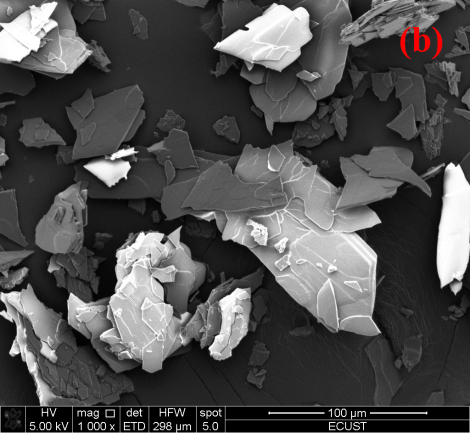 (b)
HV mag □ det HFW spot 100 µm
5.00 kV 1 000 x ETD 298 µm 5.0 ECUST